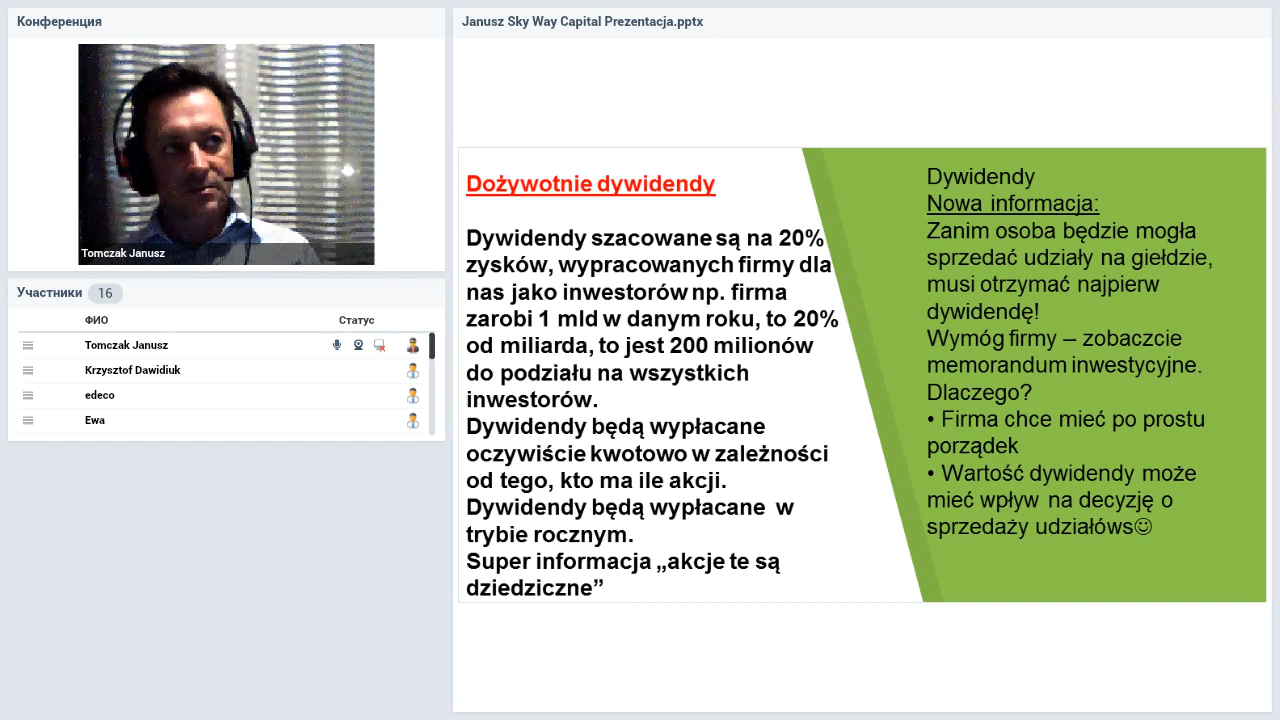 Конференция
Tomczak Janusz
Участники 16
ФИО Статус
Tomczak Janusz
Krzysztof Dawidiuk
edeco
Ewa
Janusz Sky Way Capital Prezentacja.pptx
Dożywotnie dywidendy
Dywidendy szacowane są na 20%
zysków, wypracowanych firmy dla
nas jako inwestorów np. firma
zarobi 1 mld w danym roku, to 20%
od miliarda, to jest 200 milionów
do podziału na wszystkich
inwestorów.
Dywidendy będą wypłacane
oczywiście kwotowo w zależności
od tego, kto ma ile akcji.
Dywidendy będą wypłacane w
trybie rocznym.
Super informacja „akcje te są
dziedziczne”
Dywidendy
Nowa informacja:
Zanim osoba będzie mogła
sprzedać udziały na giełdzie,
musi otrzymać najpierw
dywidendę!
Wymóg firmy – zobaczcie
memorandum inwestycyjne.
Dlaczego?
• Firma chce mieć po prostu
porządek
• Wartość dywidendy może
mieć wpływ na decyzję o
sprzedaży udziałóws☺